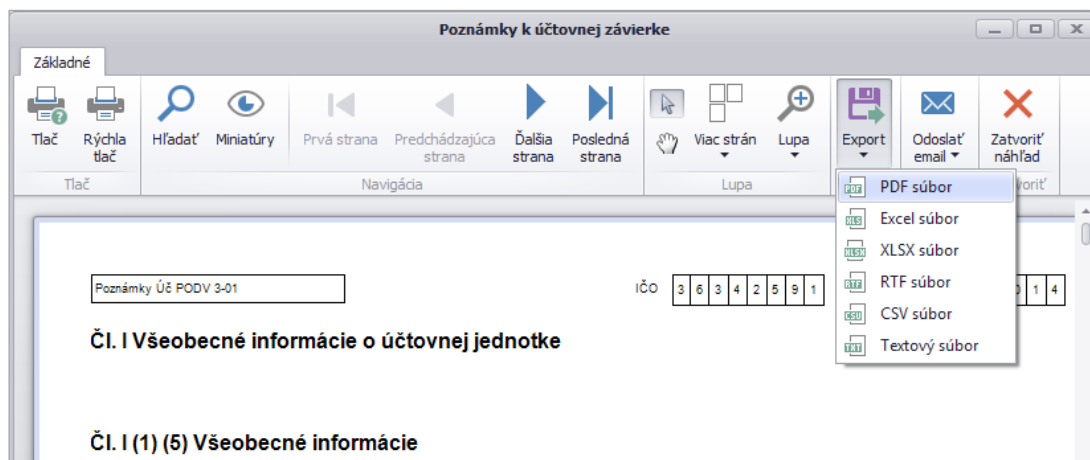 Poznámky k účtovnej závierke
Základné
Tlač
Rýchla tlač
Hľadať
Miniatúry
Prvá strana
Predchádzajúca strana
Ďalšia strana
Posledná strana
Viac strán
Lupa
Export
Odoslať email
Zatvoriť náhľad
Tlač
Navigácia
Lupa
PDF súbor
Excel súbor
XLSX súbor
RTF súbor
CSV súbor
Textový súbor
Poznámky Úč PODV 3-01
IČO 3 6 3 4 2 5 9 1
1 4
Čl. I Všeobecné informácie o účtovnej jednotke
Čl. I (1) (5) Všeobecné informácie